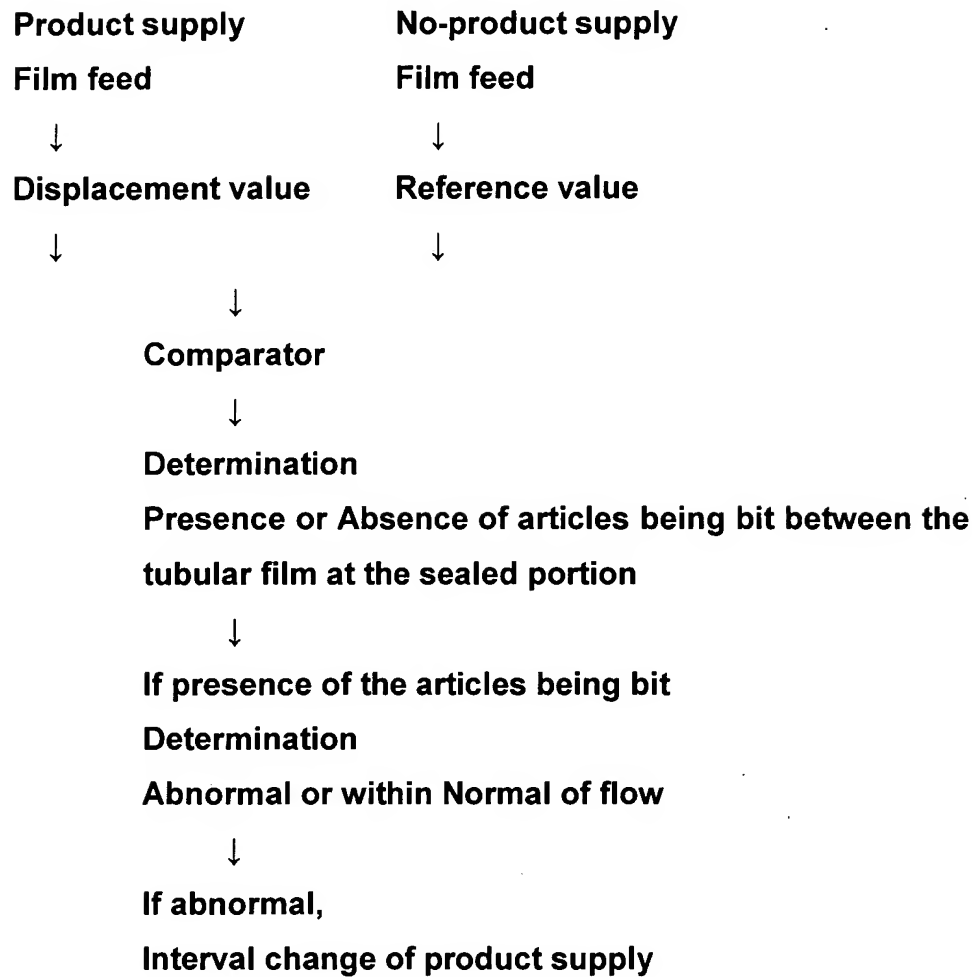 Product supply No-product supply
Film feed Film feed
↓ ↓
Displacement value Reference value
↓ ↓
↓
Comparator
↓
Determination
Presence or Absence of articles being bit between the
tubular film at the sealed portion
↓
If presence of the articles being bit
Determination
Abnormal or within Normal of flow
↓
If abnormal,
Interval change of product supply